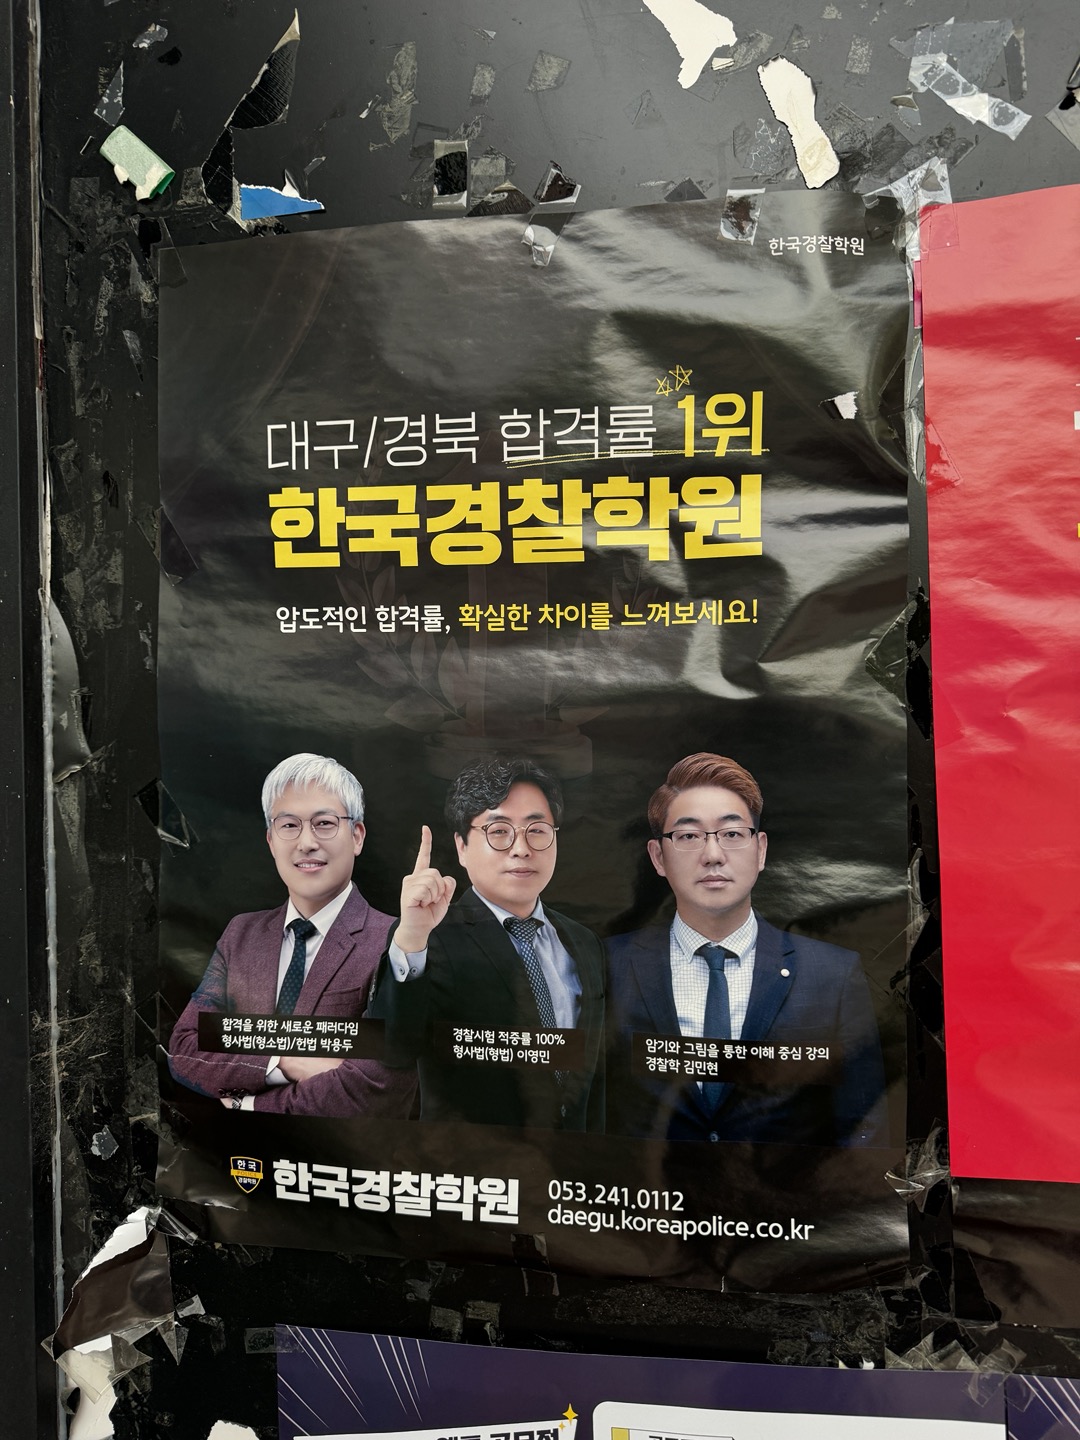 한국경찰학원
대구/경북 합격률 1위
한국경찰학원
압도적인 합격률, 확실한 차이를 느껴보세요!
합격을 위한 새로운 패러다임
형사법(형소법)/헌법 박용두
경찰시험 적중률 100%
형사법(형법) 이영민
암기와 그림을 통한 이해 중심 강의
경찰학 김민현
한국
POLICE
경찰학원
한국경찰학원
053.241.0112
daegu.koreapolice.co.kr
공모전